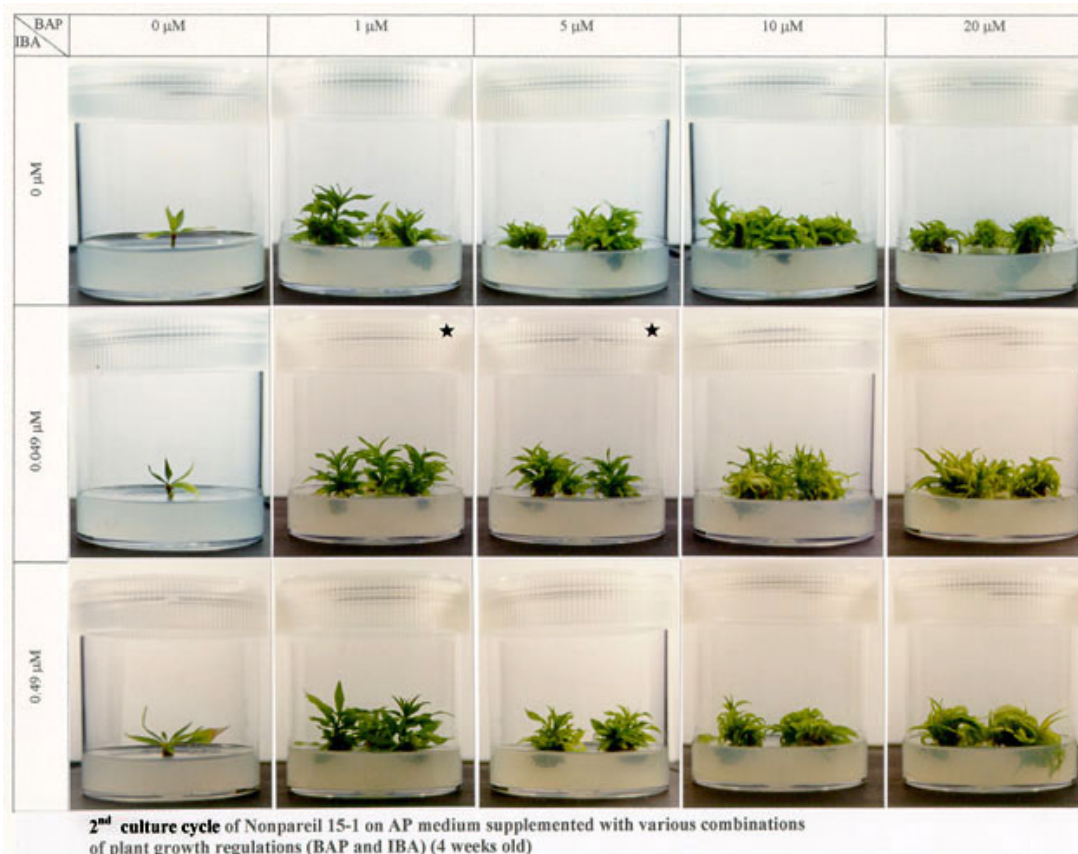 BAP
IBA
0 µM
1 µM
5 µM
10 µM
20 µM
0 µM
0.049 µM
★
★
0.49 µM
2nd culture cycle of Nonpareil 15-1 on AP medium supplemented with various combinations
of plant growth regulations (BAP and IBA) (4 weeks old)